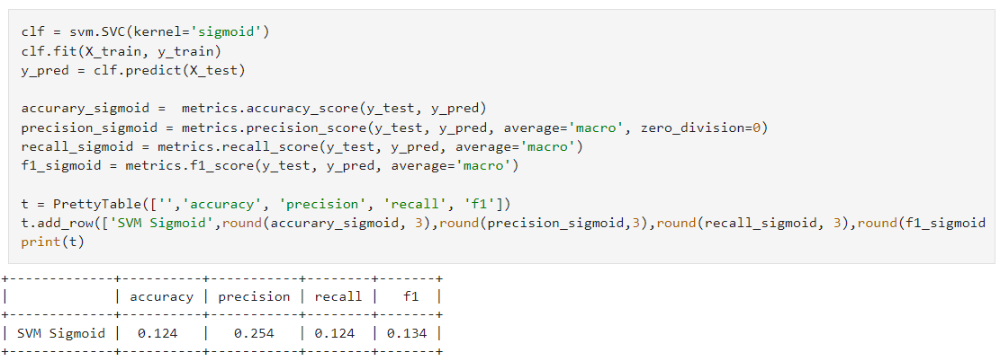 clf = svm.SVC(kernel='sigmoid')
clf.fit(X_train, y_train)
y_pred = clf.predict(X_test)
accurary_sigmoid =  metrics.accuracy_score(y_test, y_pred)
precision_sigmoid = metrics.precision_score(y_test, y_pred, average='macro', zero_division=0)
recall_sigmoid = metrics.recall_score(y_test, y_pred, average='macro')
f1_sigmoid = metrics.f1_score(y_test, y_pred, average='macro')
t = PrettyTable(['','accuracy', 'precision', 'recall', 'f1'])
t.add_row(['SVM Sigmoid',round(accurary_sigmoid, 3),round(precision_sigmoid,3),round(recall_sigmoid, 3),round(f1_sigmoid
print(t)
+-------------+----------+-----------+--------+-------+
|             | accuracy | precision | recall |   f1  |
+-------------+----------+-----------+--------+-------+
| SVM Sigmoid |  0.124   |   0.254   | 0.124  | 0.134 |
+-------------+----------+-----------+--------+-------+